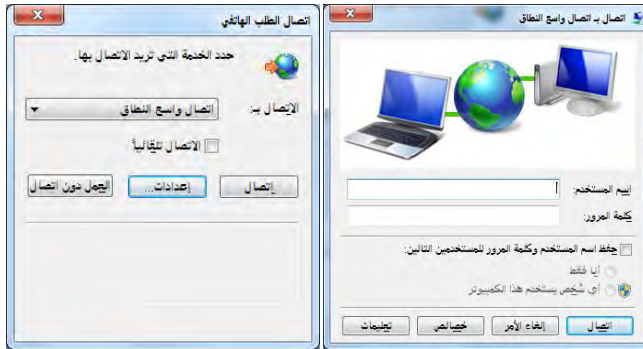 اتصال بـ اتصال واسع النطاق
اسم المستخدم:
كلمة المرور:
حفظ اسم المستخدم وكلمة المرور للمستخدمين التاليين:
أنا فقط
أي شخص يستخدم هذا الكمبيوتر
اتصال إلغاء الأمر خصائص تعليمات
اتصال الطلب الهاتفي
حدد الخدمة التي تريد الاتصال بها.
الاتصال بـ: اتصال واسع النطاق
الاتصال تلقائياً
إتصال إعدادات... العمل دون اتصال